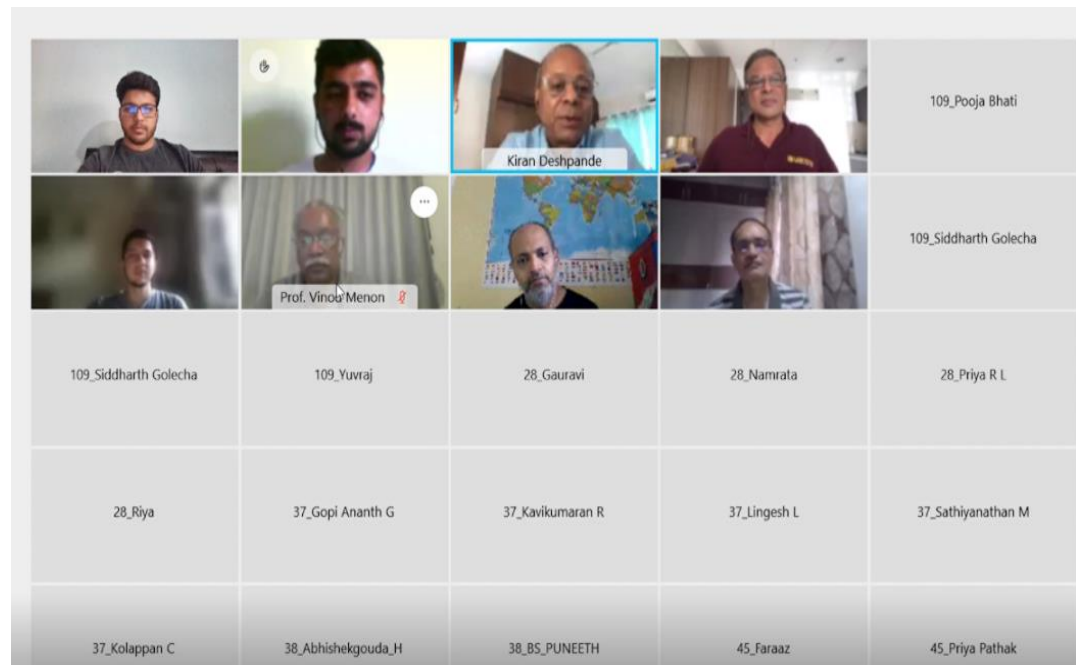 109_Pooja Bhati
Kiran Deshpande
109_Siddharth Golecha
Prof. Vinod Menon
109_Siddharth Golecha
109_Yuvraj
28_Gauravi
28_Namrata
28_Priya R L
28_Riya
37_Gopi Ananth G
37_Kavikumaran R
37_Lingesh L
37_Sathiyanathan M
37_Kolappan C
38_Abhishekgouda_H
38_BS_PUNEETH
45_Faraaz
45_Priya Pathak